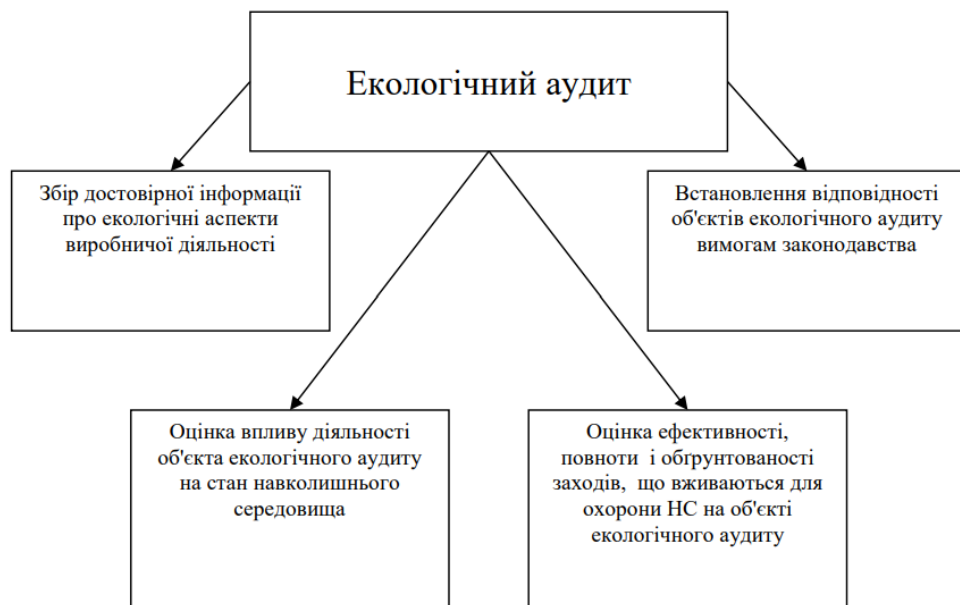 Екологічний аудит
Збір достовірної інформації
про екологічні аспекти
виробничої діяльності
Встановлення відповідності
об'єктів екологічного аудиту
вимогам законодавства
Оцінка впливу діяльності
об'єкта екологічного аудиту
на стан навколишнього
середовища
Оцінка ефективності,
повноти і обґрунтованості
заходів, що вживаються для
охорони НС на об'єкті
екологічного аудиту